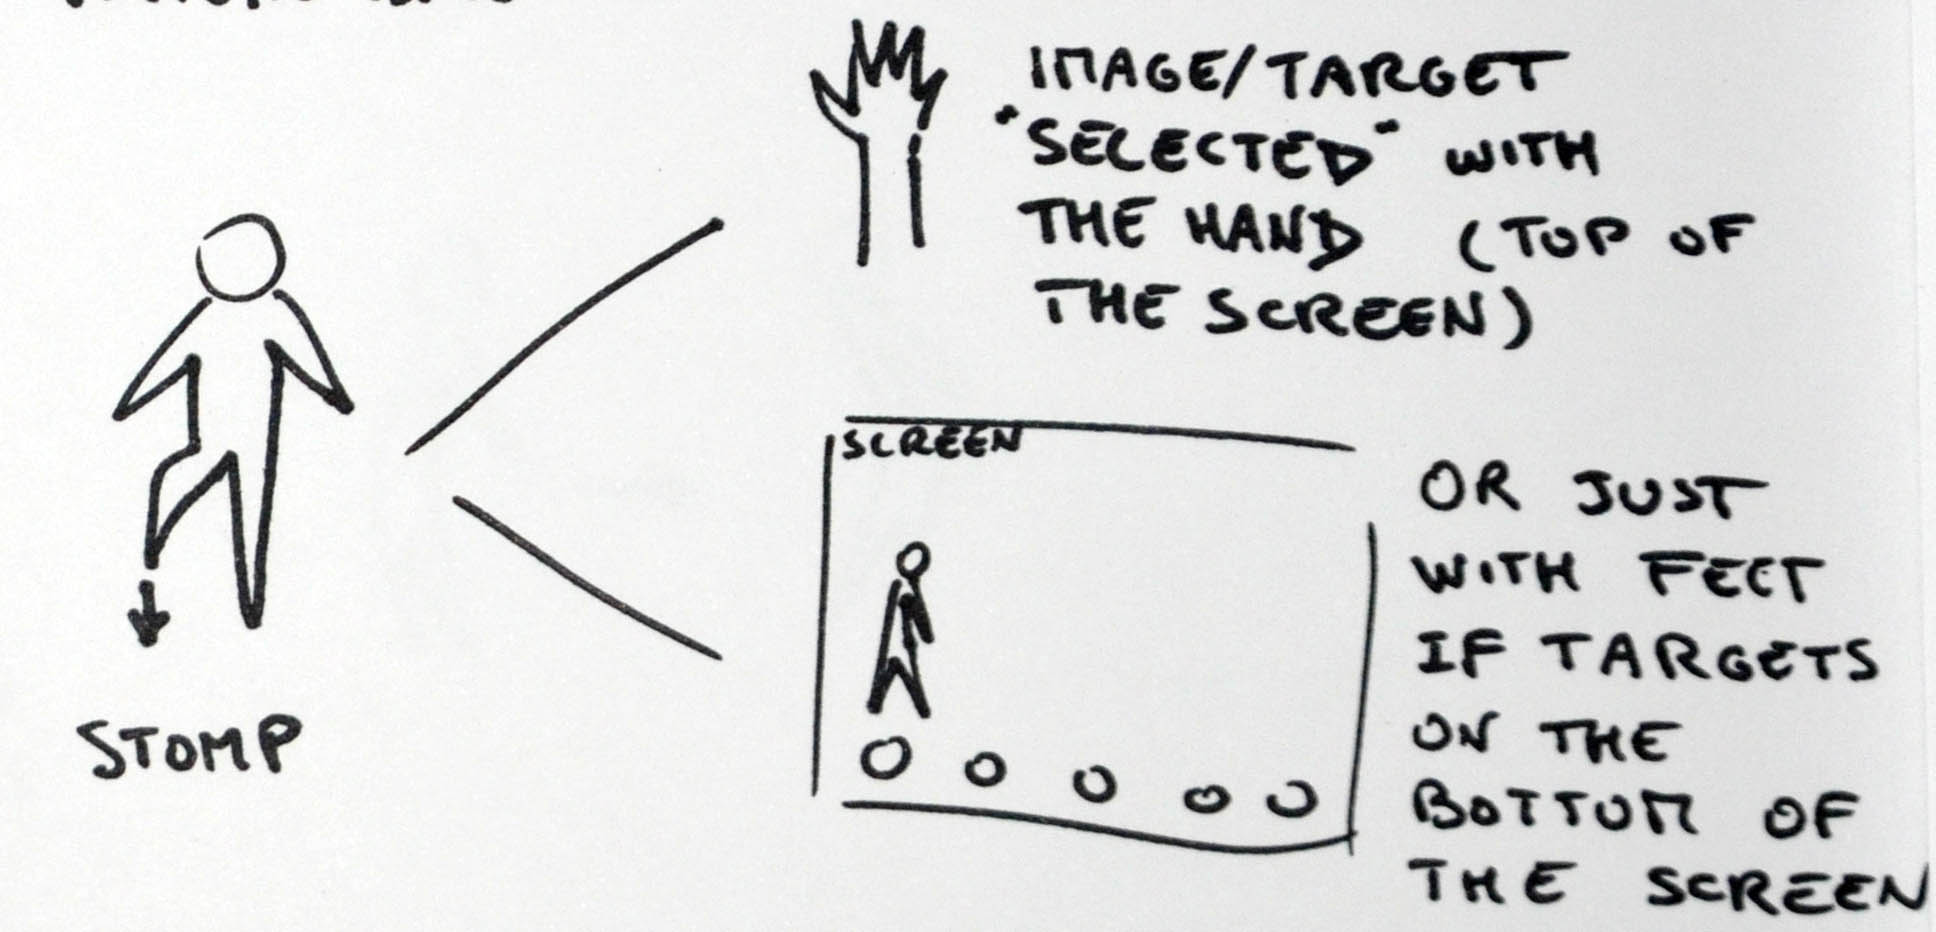 IMAGE/TARGET
"SELECTED" WITH
THE HAND (TOP OF
THE SCREEN)
SCREEN
OR JUST
WITH FEET
IF TARGETS
ON THE
BOTTOM OF
THE SCREEN
STOMP